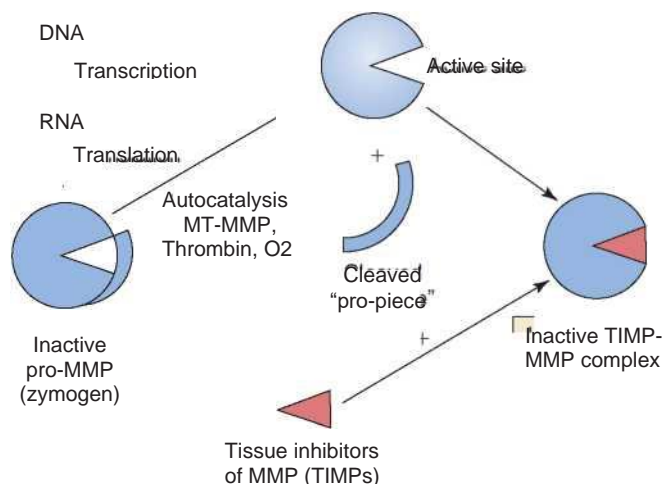 DNA
Transcription
RNA
Translation
Active site
+
Autocatalysis
MT-MMP,
Thrombin, O2
Cleaved
“pro-piece”
+
Inactive
pro-MMP
(zymogen)
Inactive TIMP-
MMP complex
Tissue inhibitors
of MMP (TIMPs)